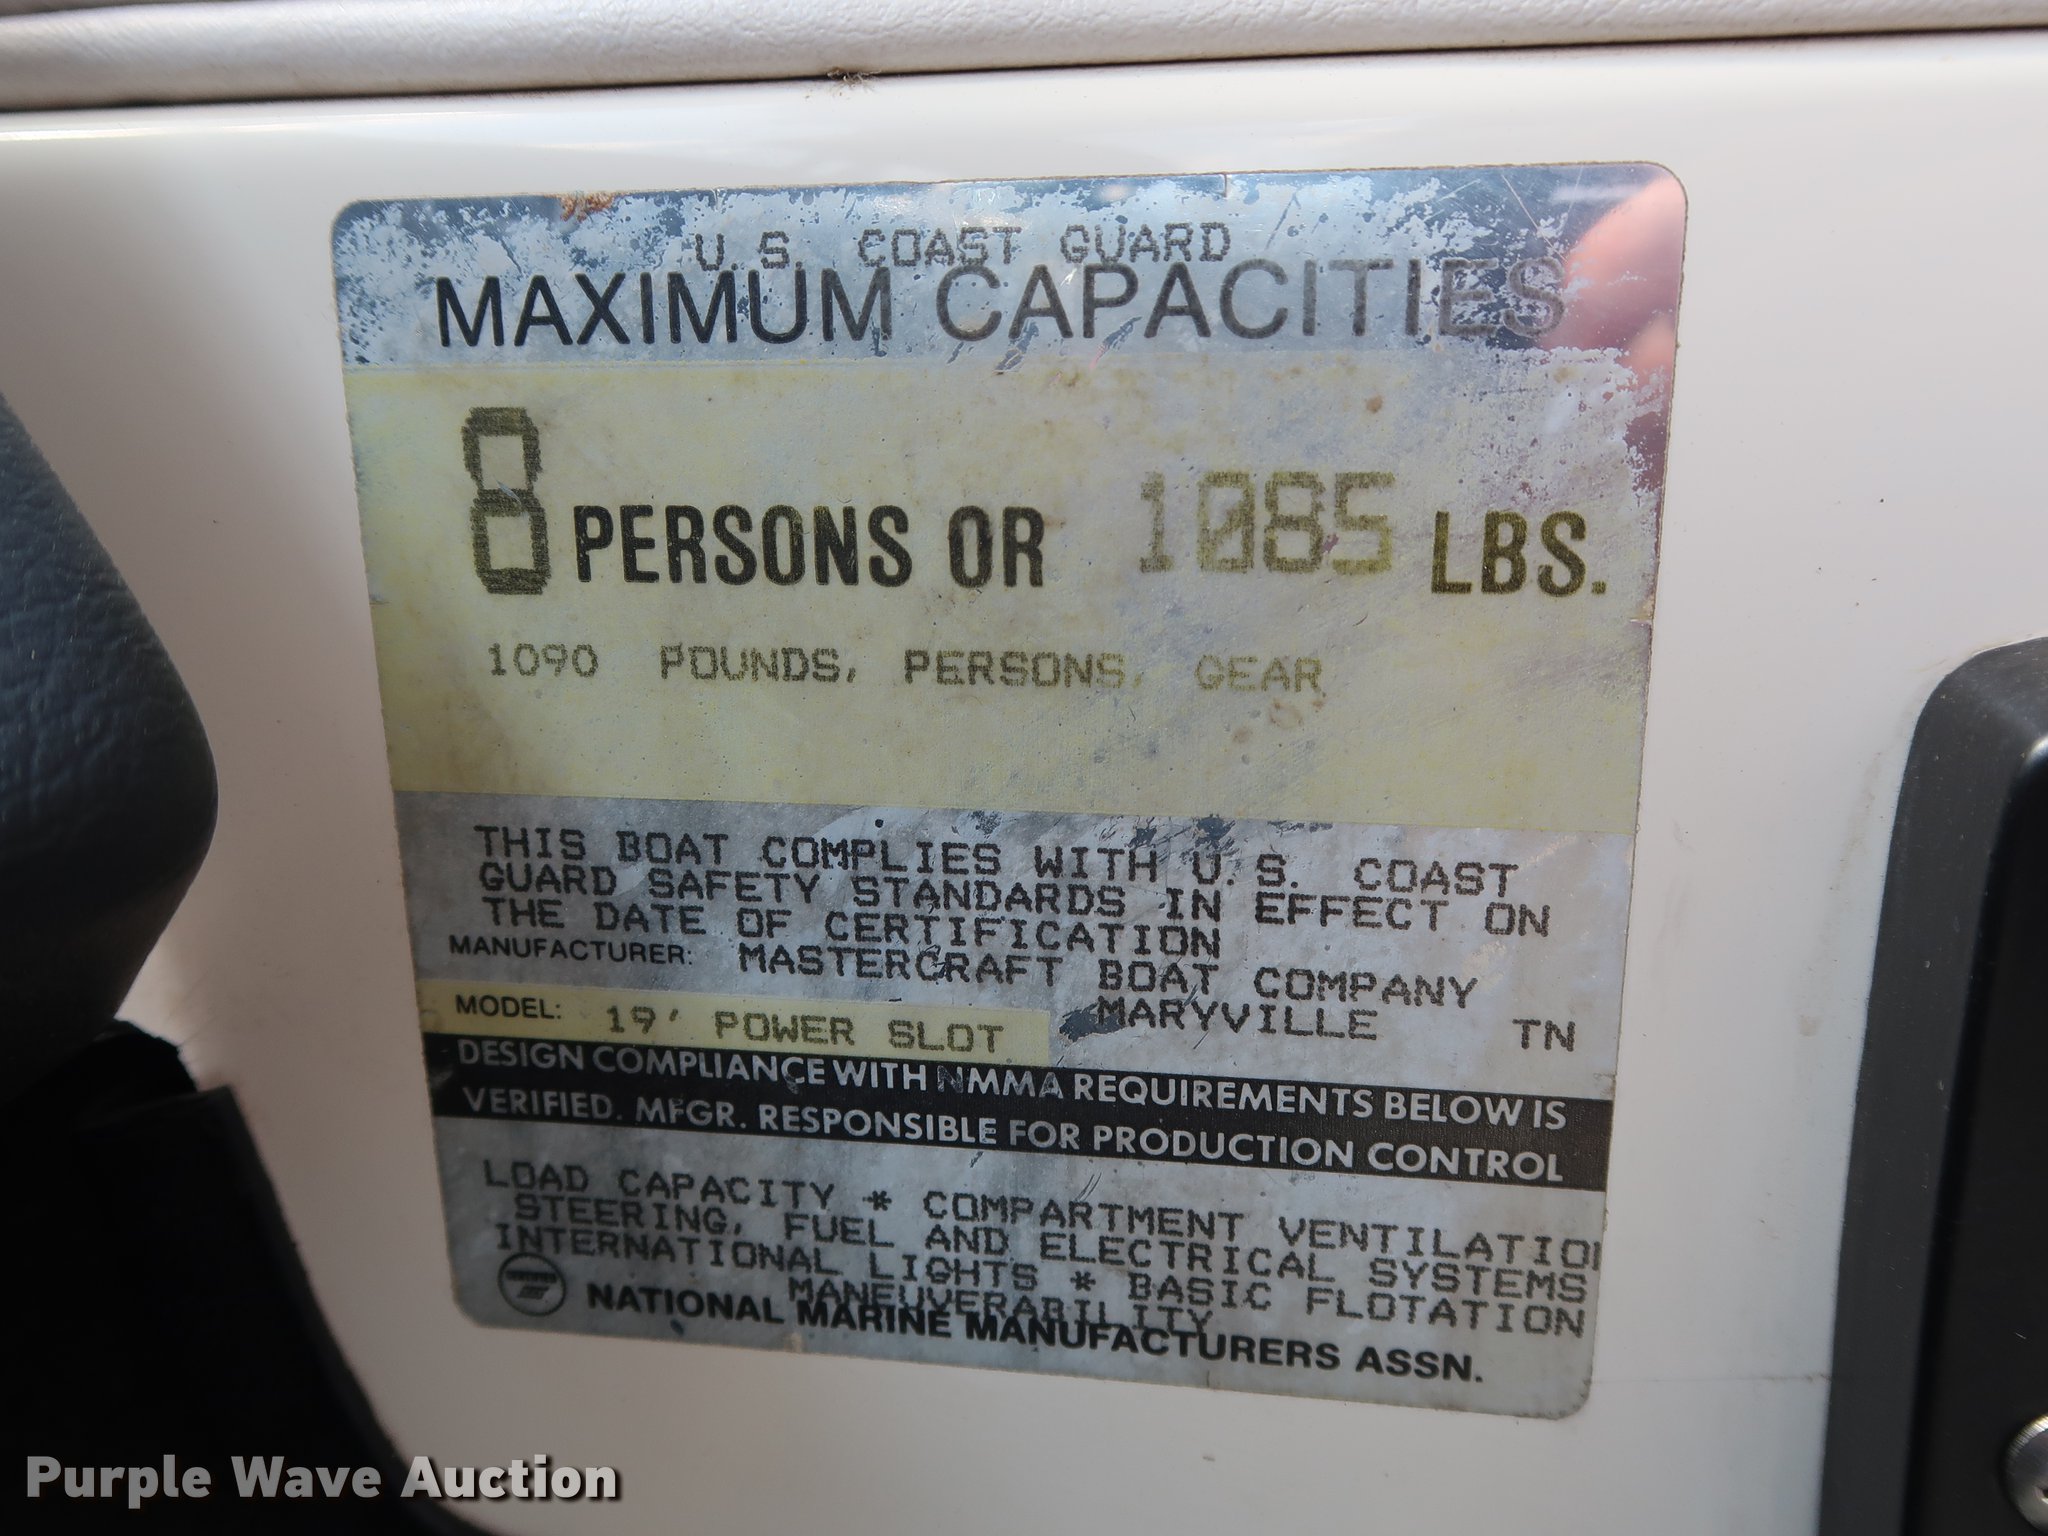 U. S. COAST GUARD
MAXIMUM CAPACITIES
8 PERSONS OR 1085 LBS.
1090 POUNDS, PERSONS, GEAR
THIS BOAT COMPLIES WITH U. S. COAST
GUARD SAFETY STANDARDS IN EFFECT ON
THE DATE OF CERTIFICATION
MANUFACTURER: MASTERCRAFT BOAT COMPANY
MARYVILLE TN
MODEL: 19' POWER SLOT
DESIGN COMPLIANCE WITH NMMA REQUIREMENTS BELOW IS
VERIFIED. MFGR. RESPONSIBLE FOR PRODUCTION CONTROL
LOAD CAPACITY * COMPARTMENT VENTILATION
STEERING, FUEL AND ELECTRICAL SYSTEMS
INTERNATIONAL LIGHTS * BASIC FLOTATION
MANEUVERABILITY
NATIONAL MARINE MANUFACTURERS ASSN.
Purple Wave Auction